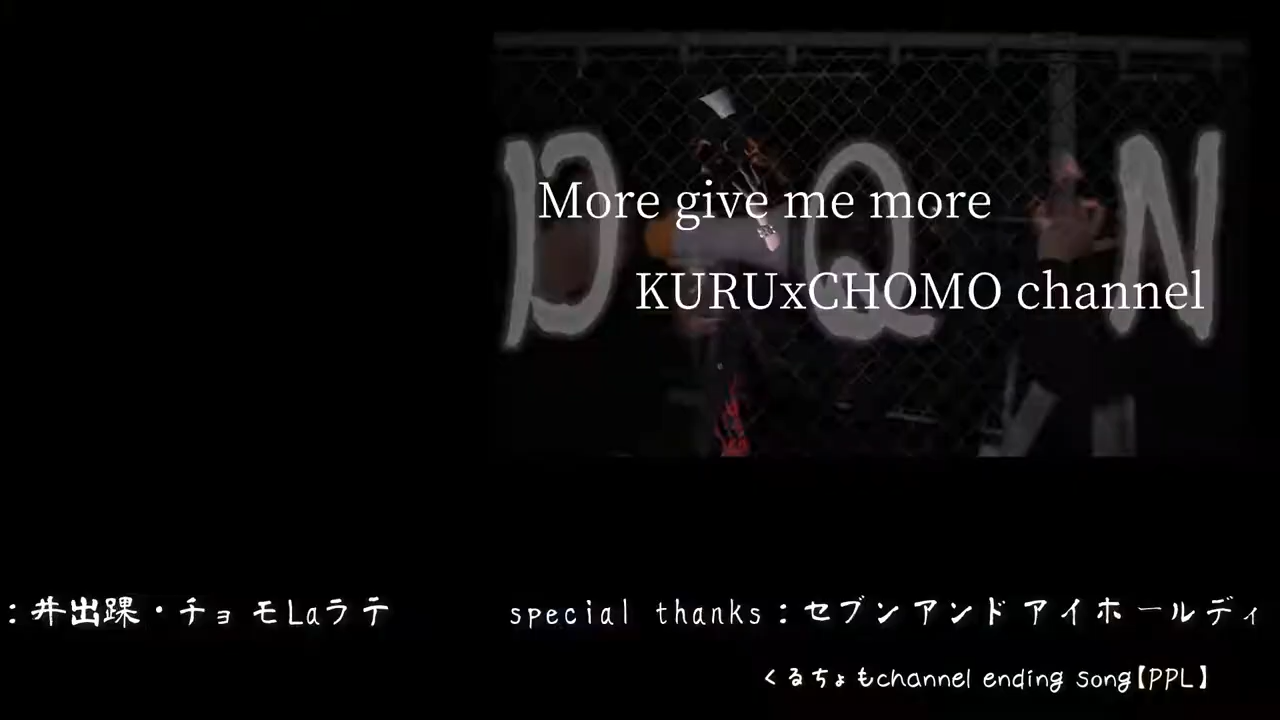 D Q N
More give me more
KURUxCHOMO channel
：井出踝・チョモLaラテ special thanks：セブンアンドアイホールディ
くるちょもchannel ending song【PPL】